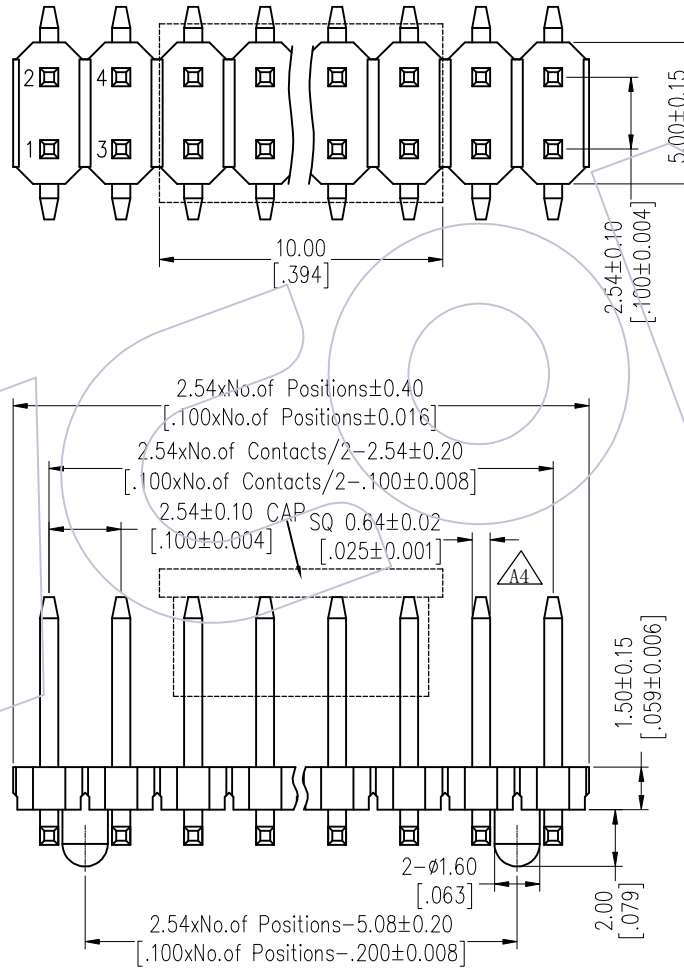 2 4
1 3
5.00±0.15
2.54±0.10
[.100±0.004]
10.00
[.394]
2.54xNo.of Positions±0.40
[.100xNo.of Positions±0.016]
2.54xNo.of Contacts/2-2.54±0.20
[.100xNo.of Contacts/2-.100±0.008]
2.54±0.10 CAP SQ 0.64±0.02
[.100±0.004] [.025±0.001]
A4
1.50±0.15
[.059±0.006]
2-ø1.60
[.063]
2.00
[.079]
2.54xNo.of Positions-5.08±0.20
[.100xNo.of Positions-.200±0.008]